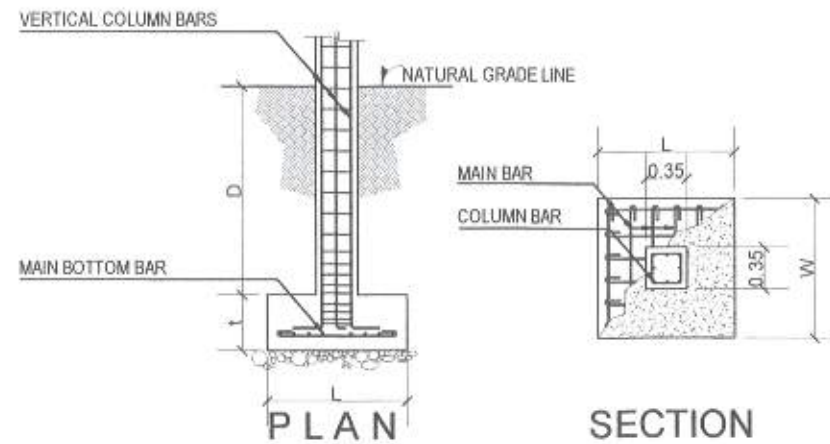 VERTICAL COLUMN BARS
NATURAL GRADE LINE
D
MAIN BOTTOM BAR
t
L
PLAN
L
0.35
MAIN BAR
COLUMN BAR
0.35
W
SECTION